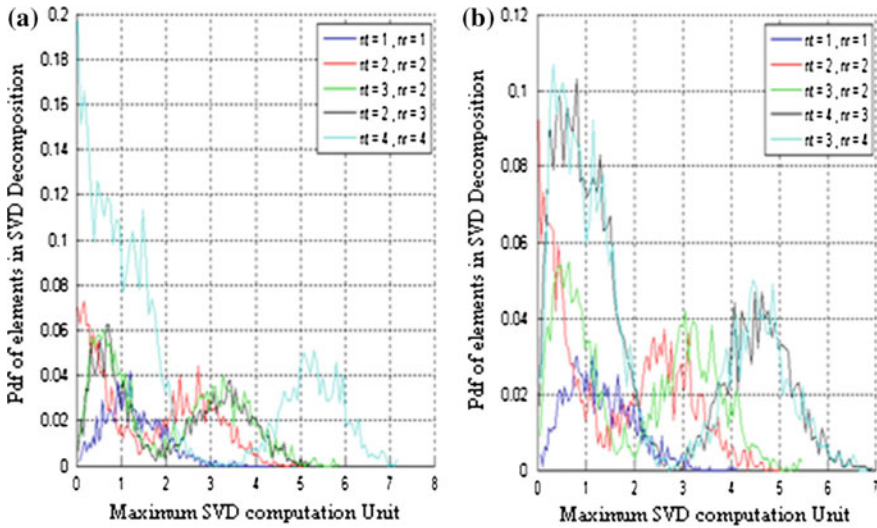 (a)
Pdf of elements in SVD Decomposition
0.2
0.18
0.16
0.14
0.12
0.1
0.08
0.06
0.04
0.02
0
0 1 2 3 4 5 6 7 8
Maximum SVD computation Unit
nt = 1 , nr = 1
nt = 2 , nr = 2
nt = 3 , nr = 2
nt = 2 , nr = 3
nt = 4 , nr = 4
(b)
Pdf of elements in SVD Decomposition
0.12
0.1
0.08
0.06
0.04
0.02
0
0 1 2 3 4 5 6 7
Maximum SVD computation Unit
nt = 1 , nr = 1
nt = 2 , nr = 2
nt = 3 , nr = 2
nt = 4 , nr = 3
nt = 3 , nr = 4